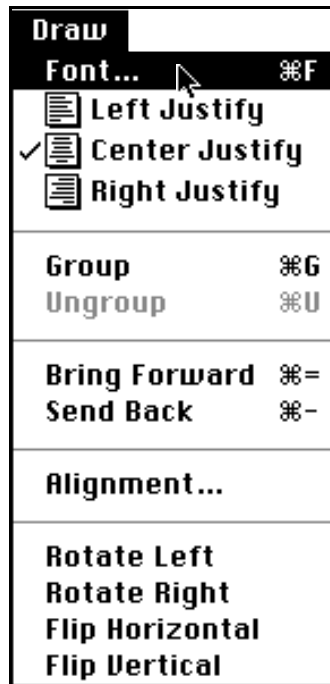 Draw
Font... ⌘F
Left Justify
✓ Center Justify
Right Justify
Group ⌘G
Ungroup ⌘U
Bring Forward ⌘=
Send Back ⌘-
Alignment...
Rotate Left
Rotate Right
Flip Horizontal
Flip Vertical